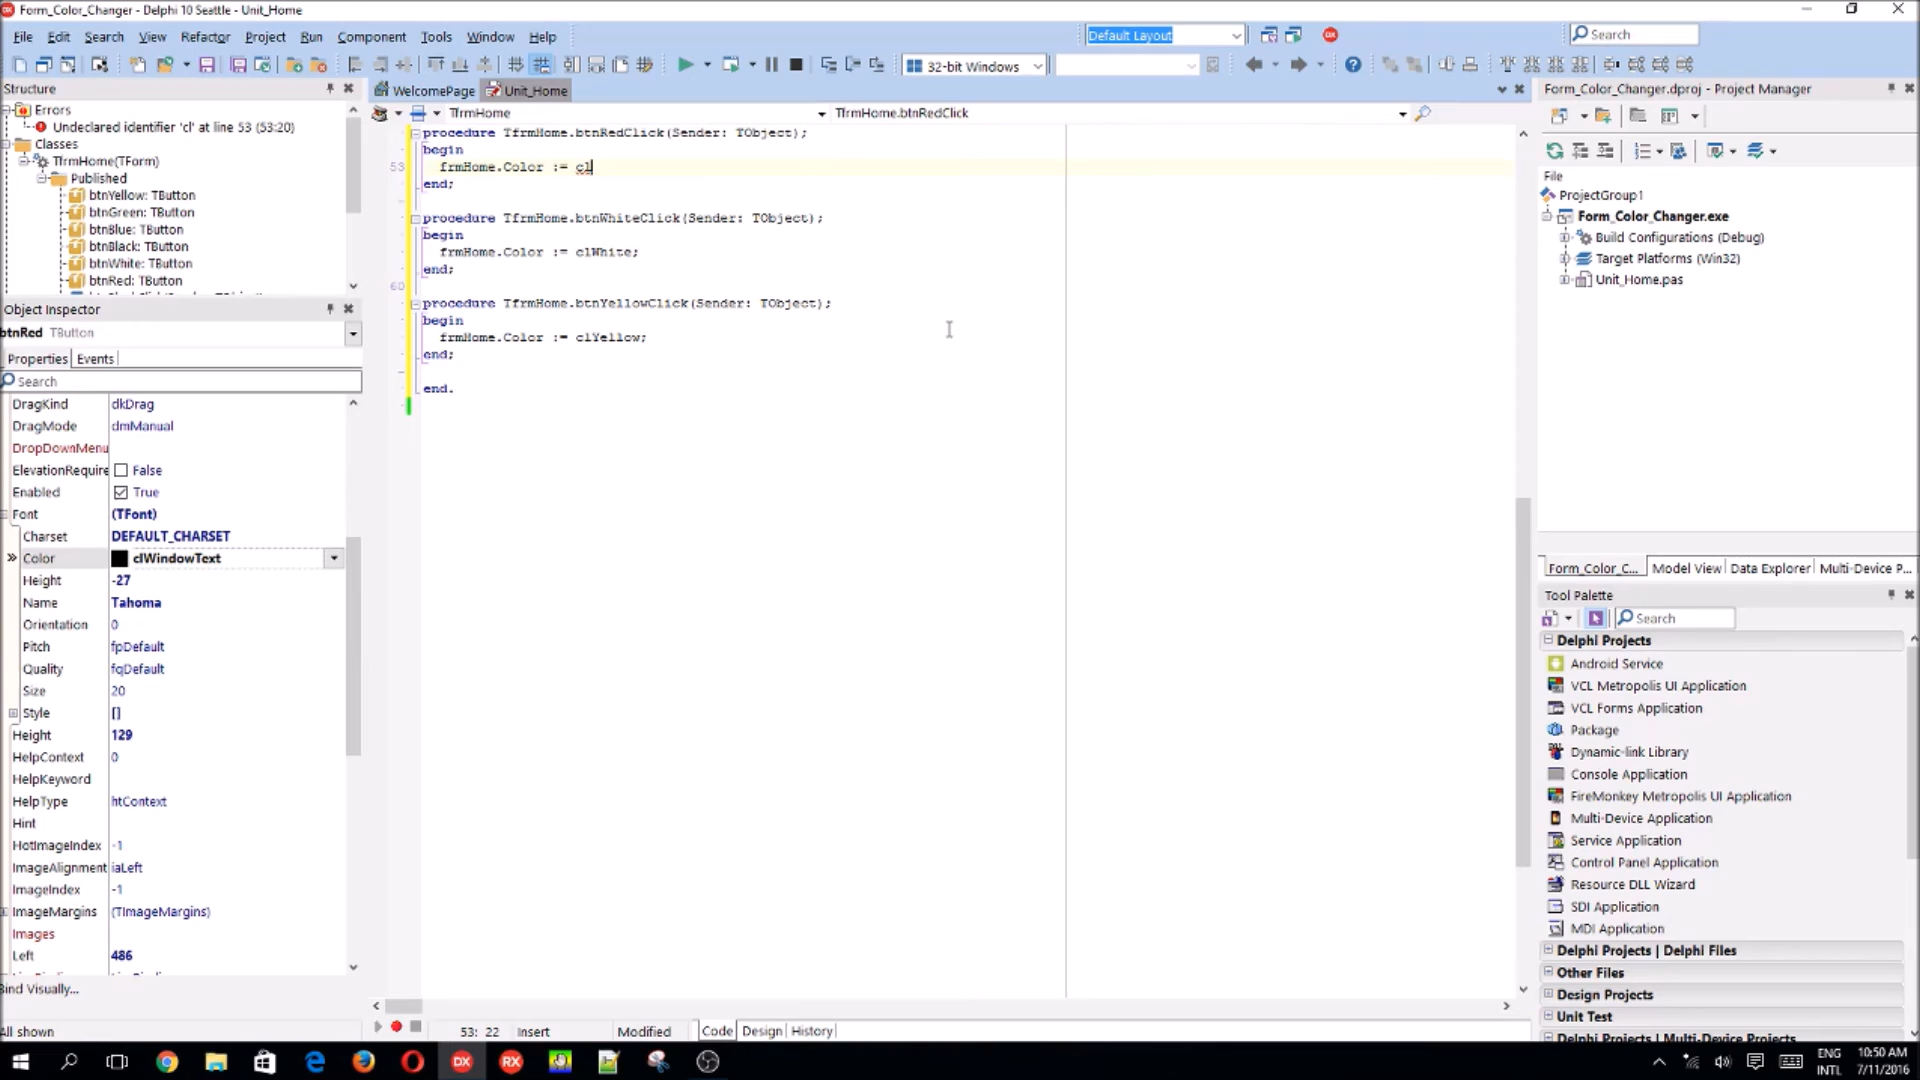 Form_Color_Changer - Delphi 10 Seattle - Unit_Home
File Edit Search View Refactor Project Run Component Tools Window Help
Default Layout
Search
32-bit Windows
Structure
Errors
Undeclared identifier 'cl' at line 53 (53:20)
Classes
TfrmHome(TForm)
Published
btnYellow: TButton
btnGreen: TButton
btnBlue: TButton
btnBlack: TButton
btnWhite: TButton
btnRed: TButton
Object Inspector
btnRed TButton
Properties Events
Search
DragKind dkDrag
DragMode dmManual
DropDownMenu
ElevationRequire False
Enabled True
Font (TFont)
Charset DEFAULT_CHARSET
Color clWindowText
Height -27
Name Tahoma
Orientation 0
Pitch fpDefault
Quality fqDefault
Size 20
Style []
Height 129
HelpContext 0
HelpKeyword
HelpType htContext
Hint
HotImageIndex -1
ImageAlignment iaLeft
ImageIndex -1
ImageMargins (TImageMargins)
Images
Left 486
Bind Visually...
All shown
WelcomePage Unit_Home
TfrmHome TfrmHome.btnRedClick
procedure TfrmHome.btnRedClick(Sender: TObject);
begin
53 frmHome.Color := cl
end;
procedure TfrmHome.btnWhiteClick(Sender: TObject);
begin
frmHome.Color := clWhite;
end;
60
procedure TfrmHome.btnYellowClick(Sender: TObject);
begin
frmHome.Color := clYellow;
end;
end.
53: 22 Insert Modified Code Design History
Form_Color_Changer.dproj - Project Manager
File
ProjectGroup1
Form_Color_Changer.exe
Build Configurations (Debug)
Target Platforms (Win32)
Unit_Home.pas
Form_Color_C... Model View Data Explorer Multi-Device P...
Tool Palette
Search
Delphi Projects
Android Service
VCL Metropolis UI Application
VCL Forms Application
Package
Dynamic-link Library
Console Application
FireMonkey Metropolis UI Application
Multi-Device Application
Service Application
Control Panel Application
Resource DLL Wizard
SDI Application
MDI Application
Delphi Projects | Delphi Files
Other Files
Design Projects
Unit Test
Delphi Projects | Multi-Device Projects
ENG
INTL
10:50 AM
7/11/2016